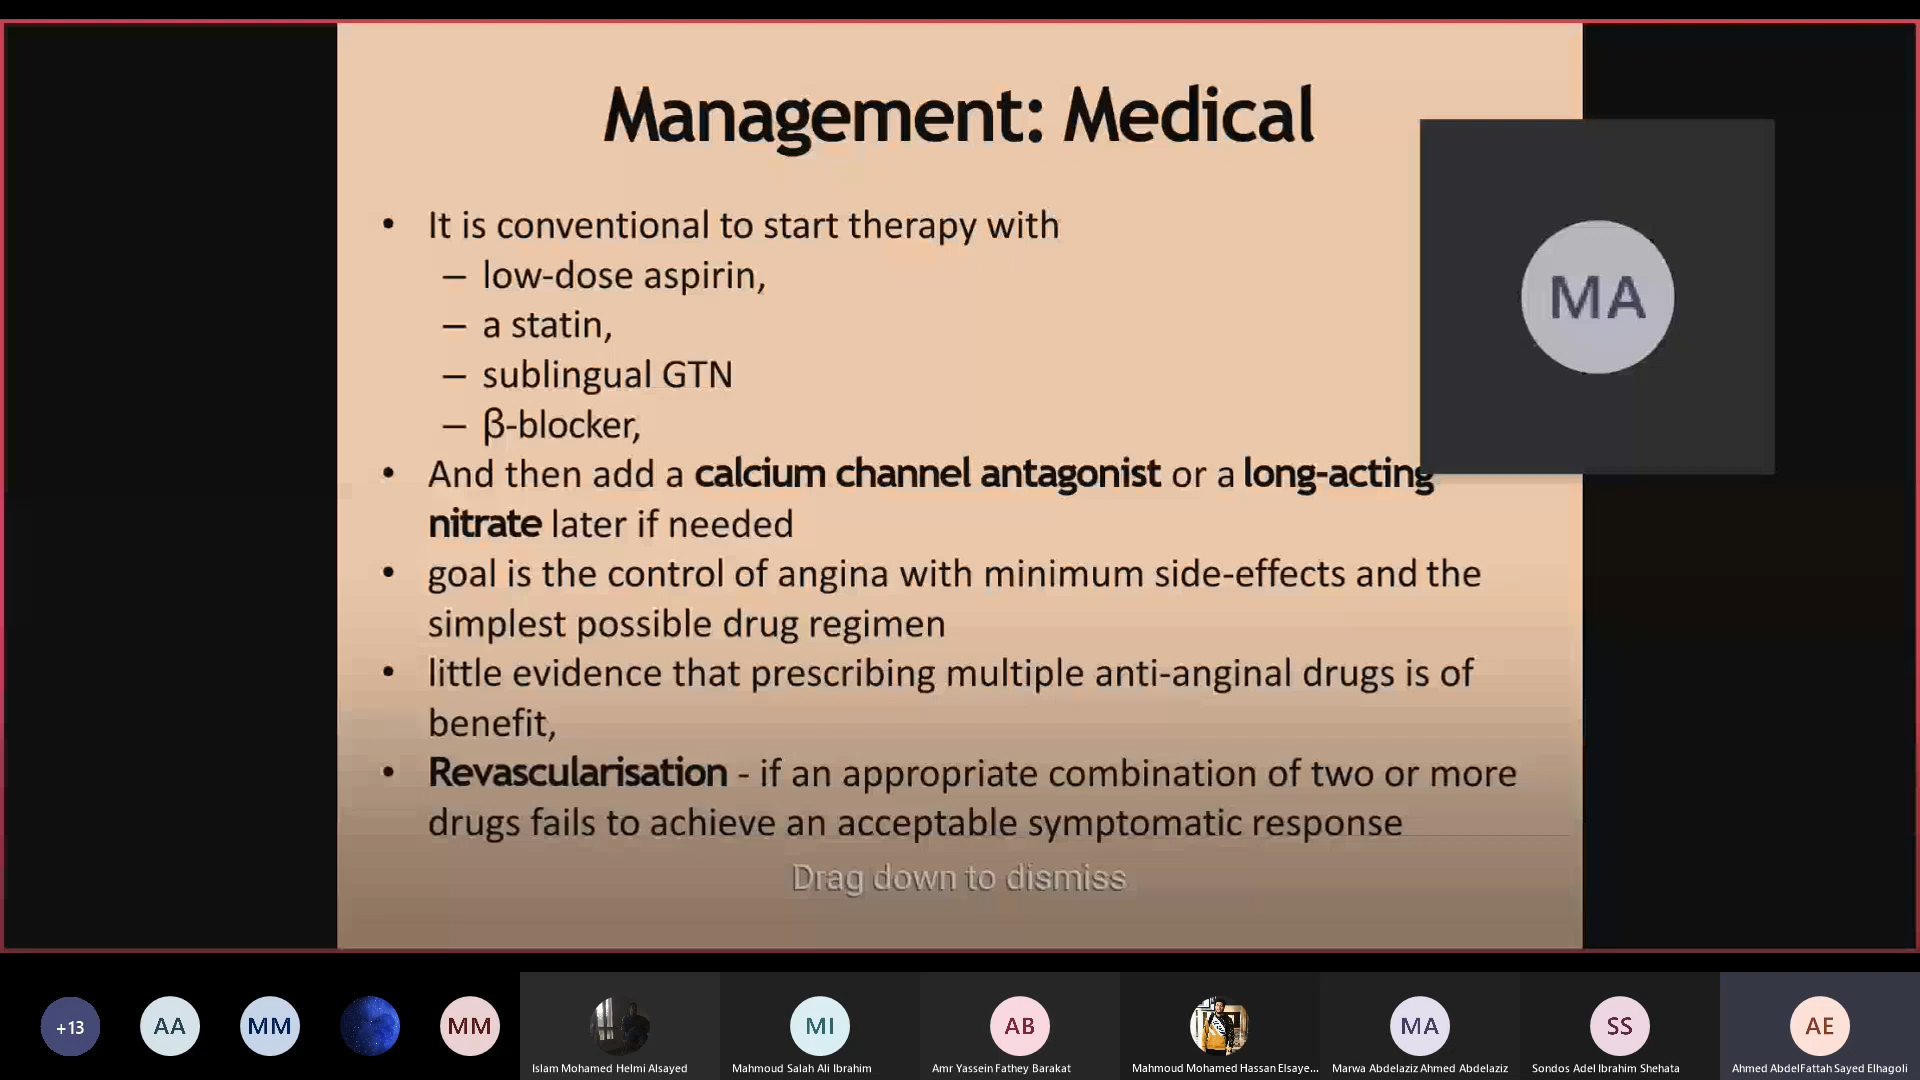 Management: Medical
MA
• It is conventional to start therapy with
– low-dose aspirin,
– a statin,
– sublingual GTN
– β-blocker,
• And then add a calcium channel antagonist or a long-acting
nitrate later if needed
• goal is the control of angina with minimum side-effects and the
simplest possible drug regimen
• little evidence that prescribing multiple anti-anginal drugs is of
benefit,
• Revascularisation - if an appropriate combination of two or more
drugs fails to achieve an acceptable symptomatic response
Drag down to dismiss
+13
AA
MM
MM
Islam Mohamed Helmi Alsayed
MI
Mahmoud Salah Ali Ibrahim
AB
Amr Yassein Fathey Barakat
Mahmoud Mohamed Hassan Elsaye...
MA
Marwa Abdelaziz Ahmed Abdelaziz
SS
Sondos Adel Ibrahim Shehata
AE
Ahmed AbdelFattah Sayed Elhagoli